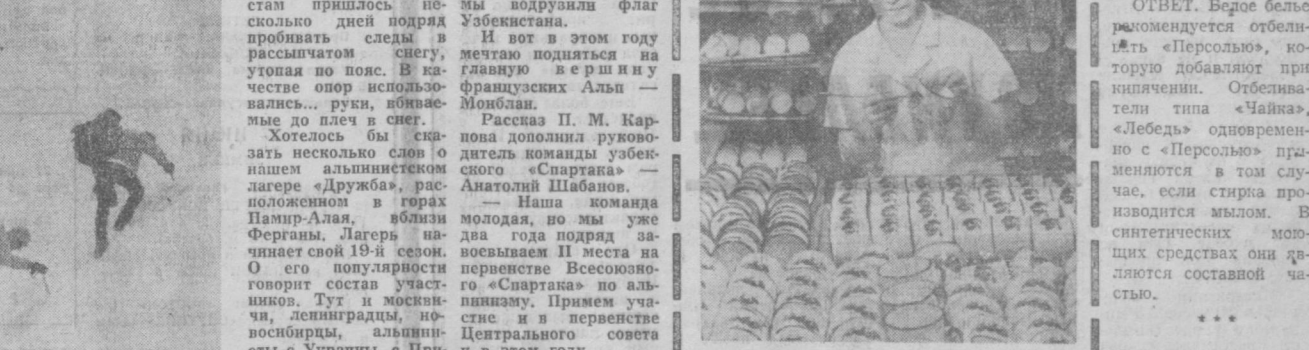 стам пришлось не-
сколько дней подряд
пробивать следы в
рассыпчатом снегу,
утопая по пояс. В ка-
честве опор использо-
вались... руки, вбивае-
мые до плеч в снег.
Хотелось бы ска-
зать несколько слов о
нашем альпинистском
лагере «Дружба», рас-
положенном в горах
Памир-Алая, вблизи
Ферганы. Лагерь на-
чинает свой 19-й сезон.
О его популярности
говорит состав участ-
ников. Тут и москви-
чи, ленинградцы, но-
восибирцы, альпини-
сты с Украины, с При-
мы водрузили флаг
Узбекистана.
И вот в этом году
мечтаю подняться на
главную вершину
французских Альп —
Монблан.
Рассказ П. М. Кар-
пова дополнил руково-
дитель команды узбек-
ского «Спартака» —
Анатолий Шабанов.
— Наша команда
молодая, но мы уже
два года подряд за-
воевываем II места на
первенстве Всесоюзно-
го «Спартака» по аль-
пинизму. Примем уча-
стие и в первенстве
Центрального совета
и в этом году.
ОТВЕТ. Белое белье
рекомендуется отбели-
вать «Персолью», ко-
торую добавляют при
кипячении. Отбелива-
тели типа «Чайка»,
«Лебедь» одновремен-
но с «Персолью» при-
меняются в том слу-
чае, если стирка про-
изводится мылом. В
синтетических мою-
щих средствах они яв-
ляются составной ча-
стью.
* * *